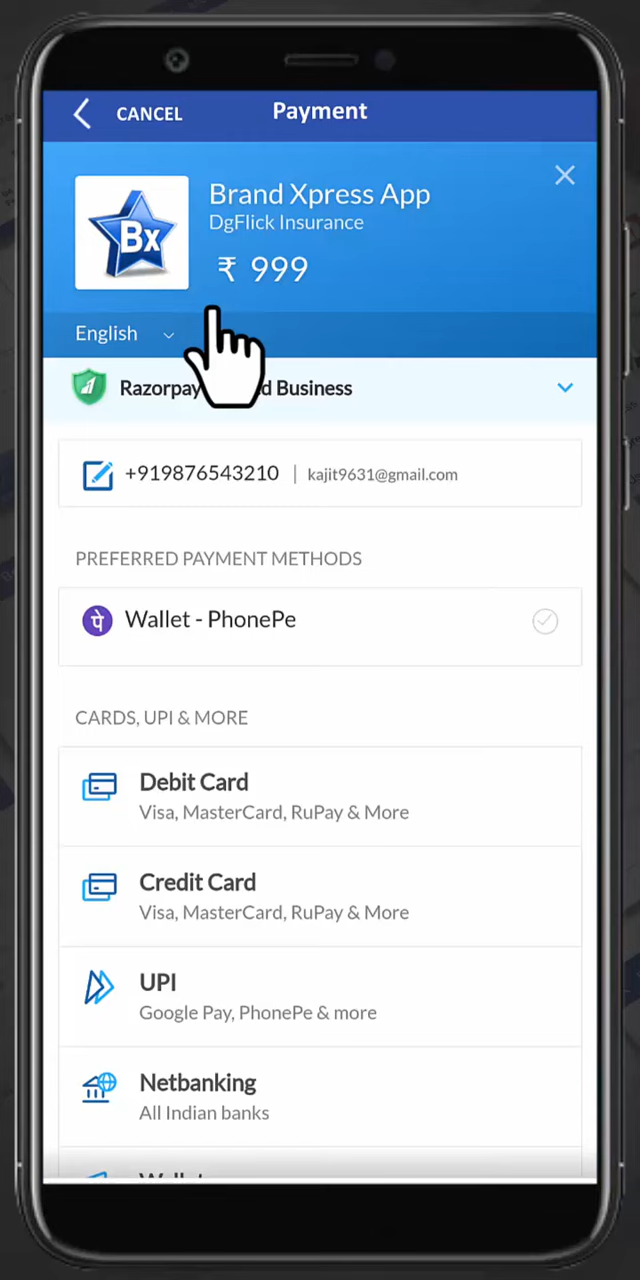 CANCEL
Payment
Bx
Brand Xpress App
DgFlick Insurance
₹ 999
English
Razorpay d Business
+919876543210 | kajit9631@gmail.com
PREFERRED PAYMENT METHODS
पे
Wallet - PhonePe
CARDS, UPI & MORE
Debit Card
Visa, MasterCard, RuPay & More
Credit Card
Visa, MasterCard, RuPay & More
UPI
Google Pay, PhonePe & more
Netbanking
All Indian banks